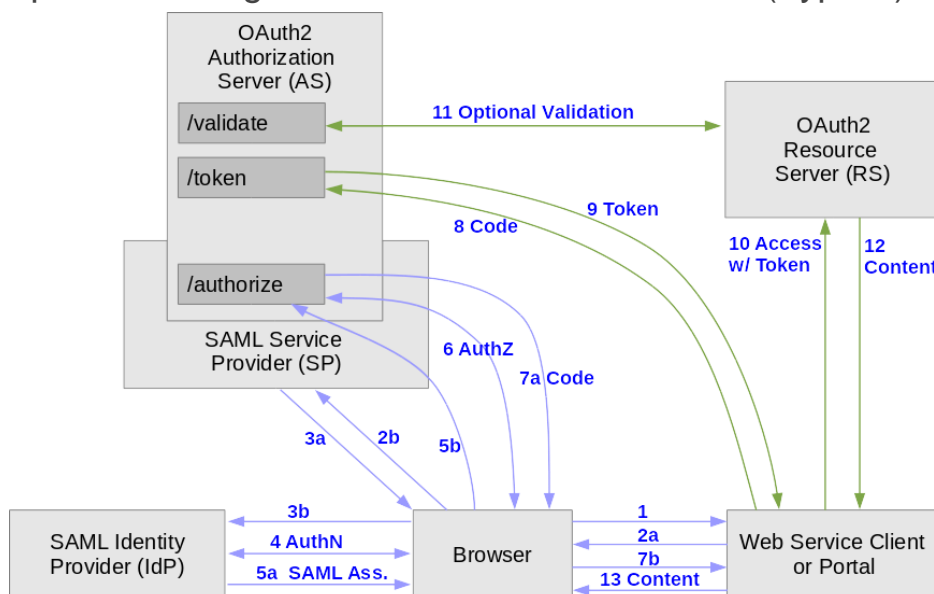 OAuth2
Authorization
Server (AS)
/validate
11 Optional Validation
OAuth2
Resource
Server (RS)
/token
9 Token
8 Code
10 Access
w/ Token
12
Content
/authorize
SAML Service
Provider (SP)
6 AuthZ
7a Code
3a
2b
5b
SAML Identity
Provider (IdP)
3b
4 AuthN
5a SAML Ass.
Browser
1
2a
7b
13 Content
Web Service Client
or Portal